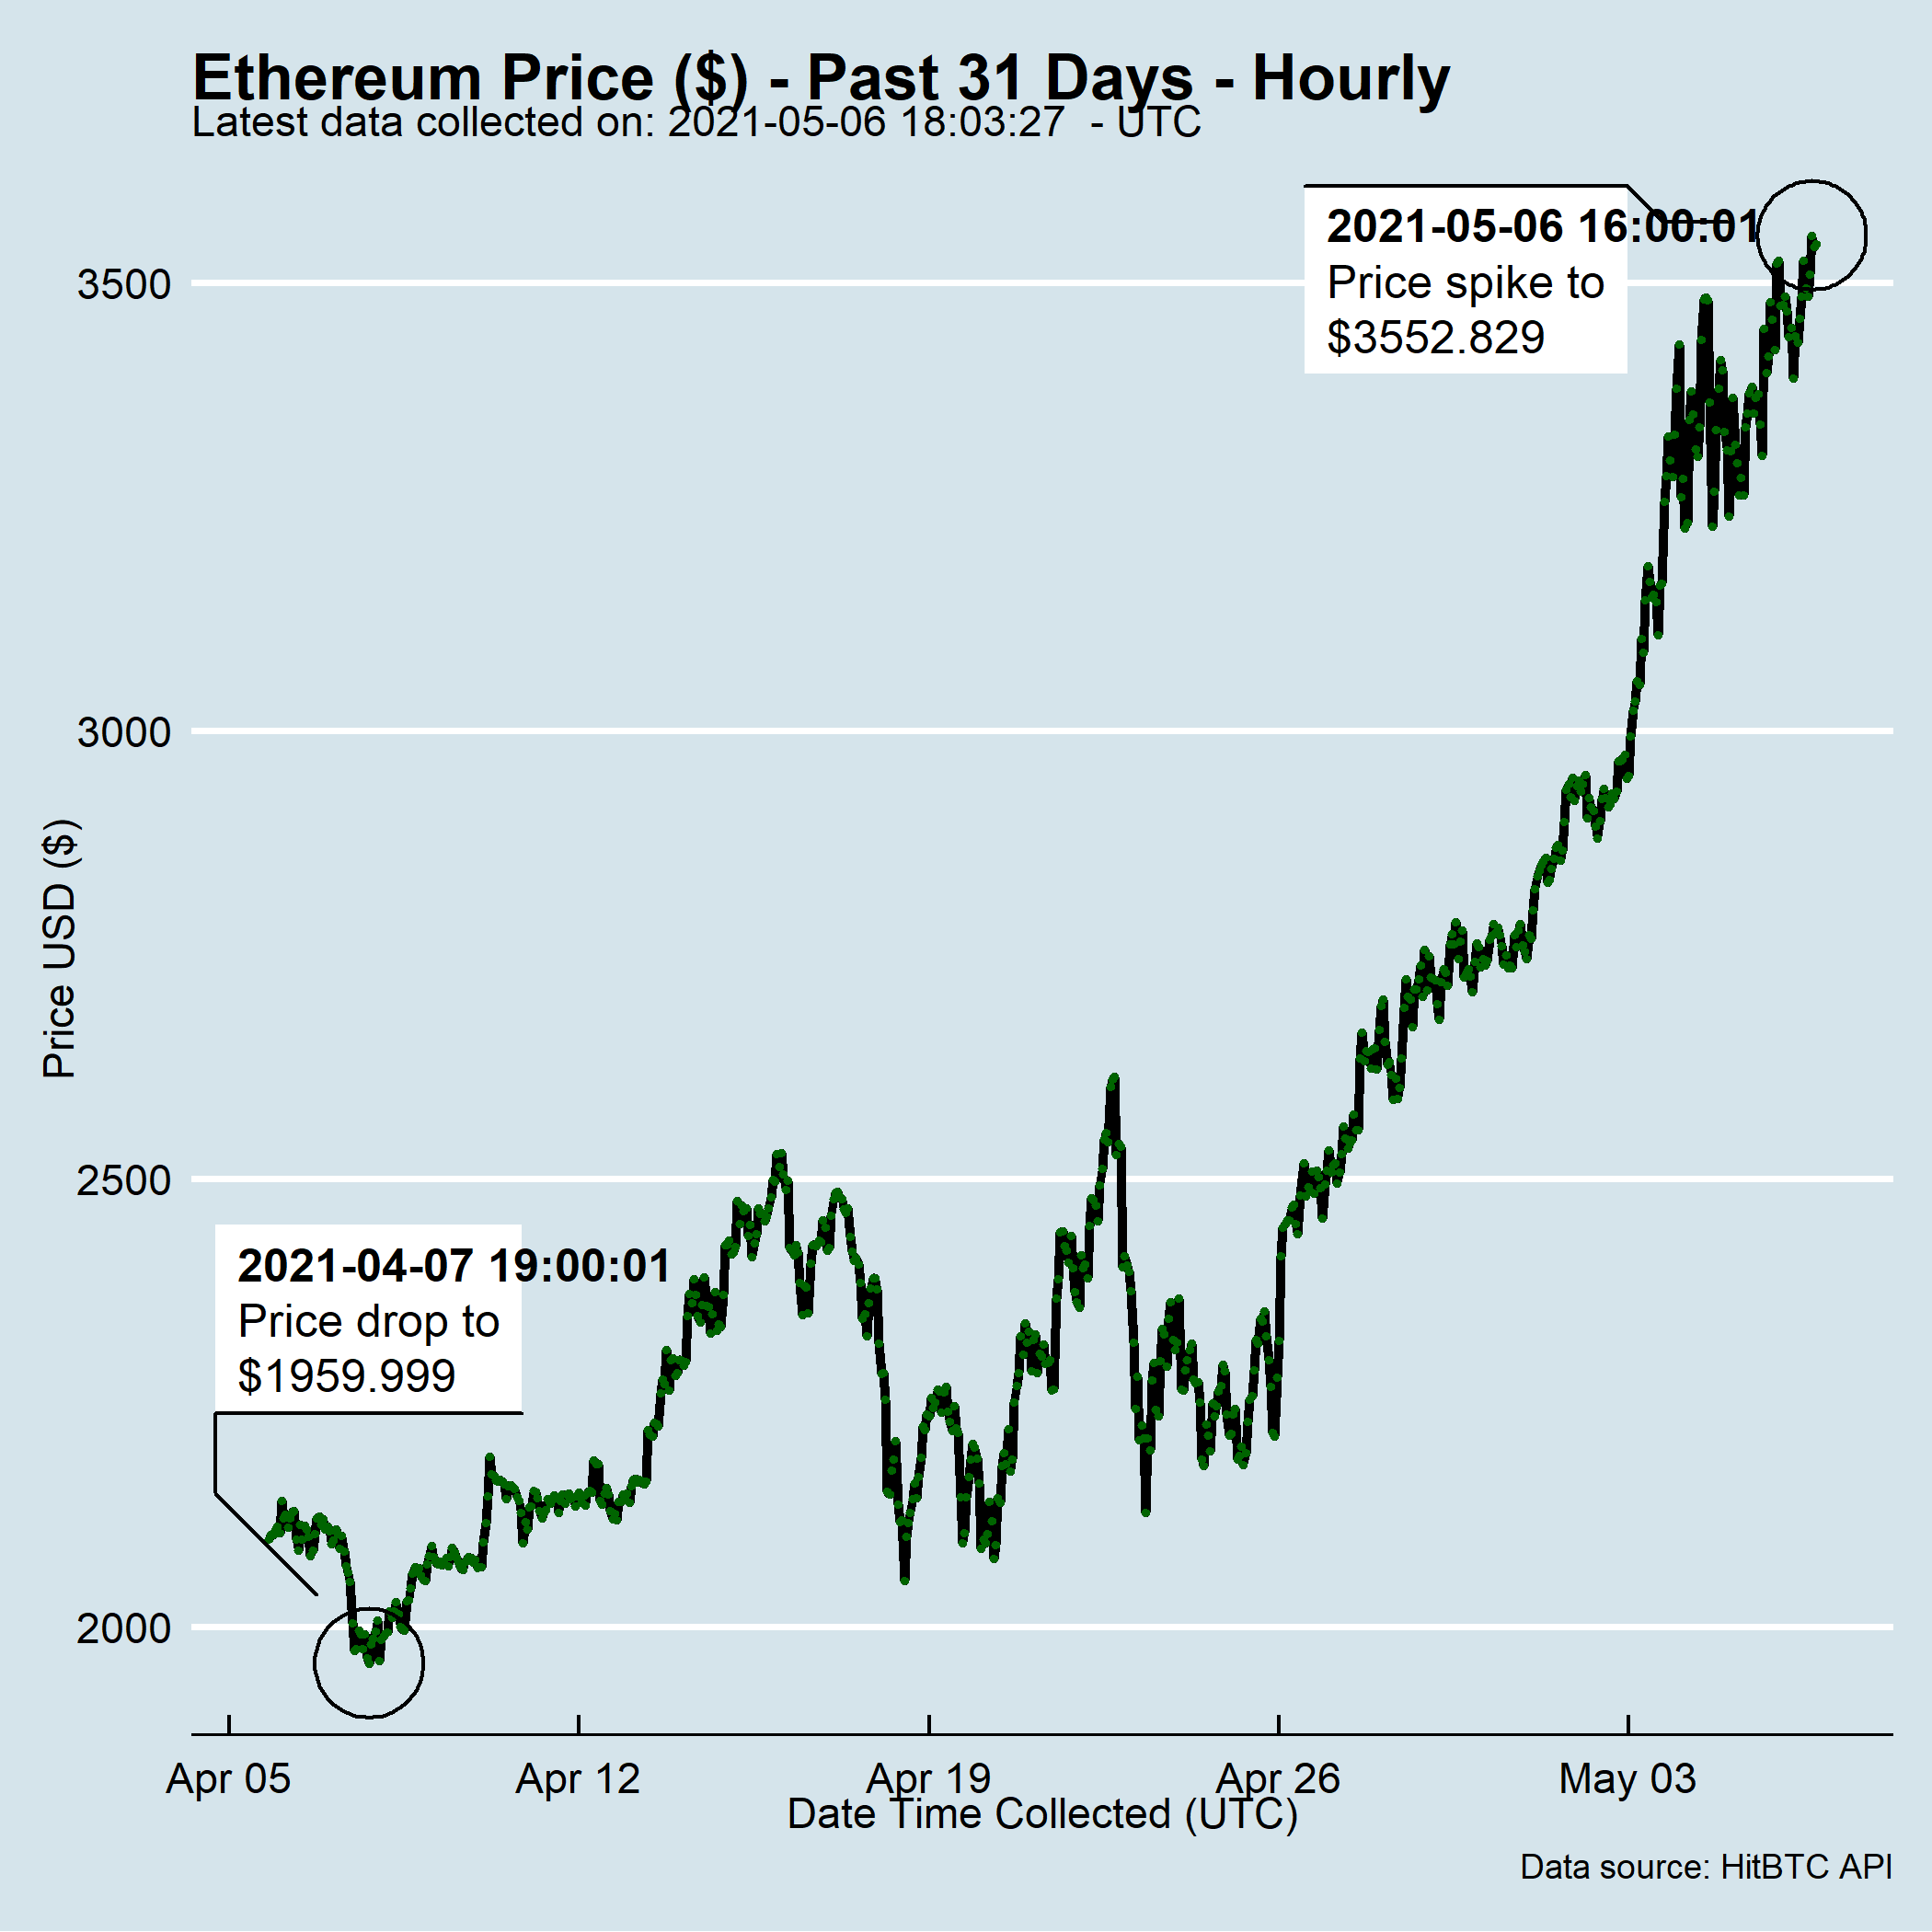 Ethereum Price ($) - Past 31 Days - Hourly
Latest data collected on: 2021-05-06 18:03:27  - UTC
2021-05-06 16:00:01
Price spike to
$3552.829
3500
3000
2500
2000
Price USD ($)
2021-04-07 19:00:01
Price drop to
$1959.999
Apr 05
Apr 12
Apr 19
Apr 26
May 03
Date Time Collected (UTC)
Data source: HitBTC API